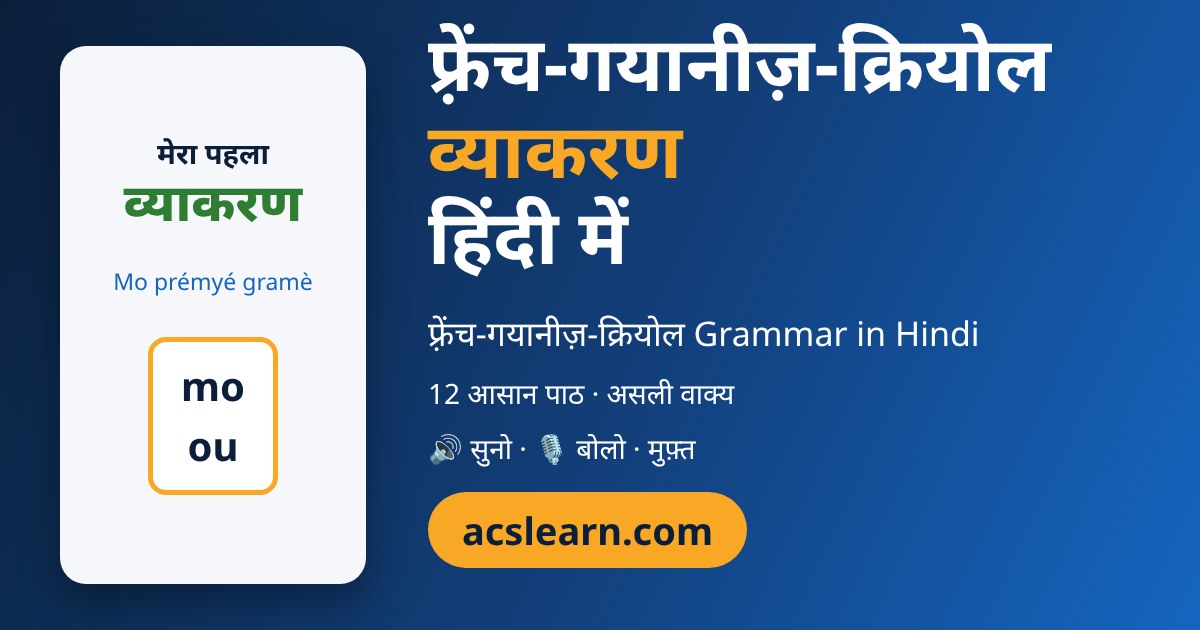 मेरा पहला
व्याकरण
Mo prémyé gramè
mo
ou
फ़्रेंच-गयानीज़-क्रियोल
व्याकरण
हिंदी में
फ़्रेंच-गयानीज़-क्रियोल Grammar in Hindi
12 आसान पाठ · असली वाक्य
🔊 सुनो · 🎙️ बोलो · मुफ़्त
acslearn.com